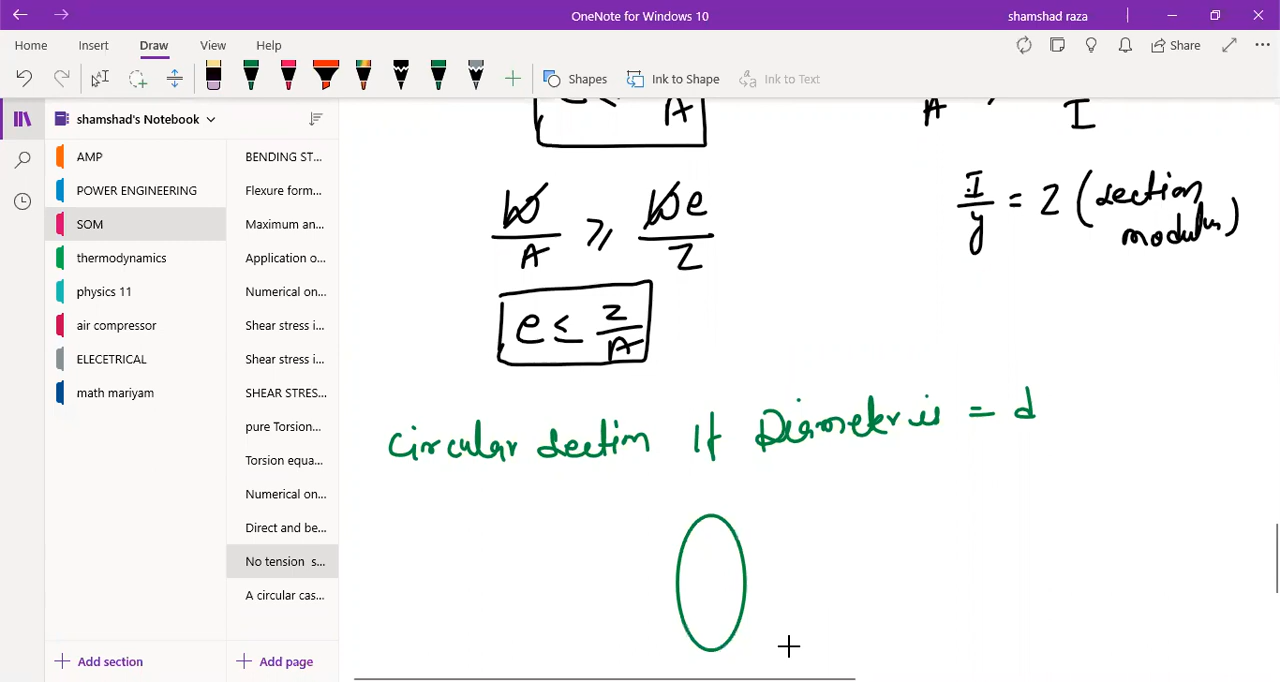 OneNote for Windows 10
shamshad raza
Home Insert Draw View Help
Share
Shapes Ink to Shape Ink to Text
shamshad's Notebook
AMP
POWER ENGINEERING
SOM
thermodynamics
physics 11
air compressor
ELECETRICAL
math mariyam
Add section
BENDING ST...
Flexure form...
Maximum an...
Application o...
Numerical on...
Shear stress i...
Shear stress i...
SHEAR STRES...
pure Torsion...
Torsion equa...
Numerical on...
Direct and be...
No tension s...
A circular cas...
Add page
A
A I
I/y = Z (section modulus)
W/A ⩾ We/Z
e ≤ Z/A
Circular section If Diameter is = d